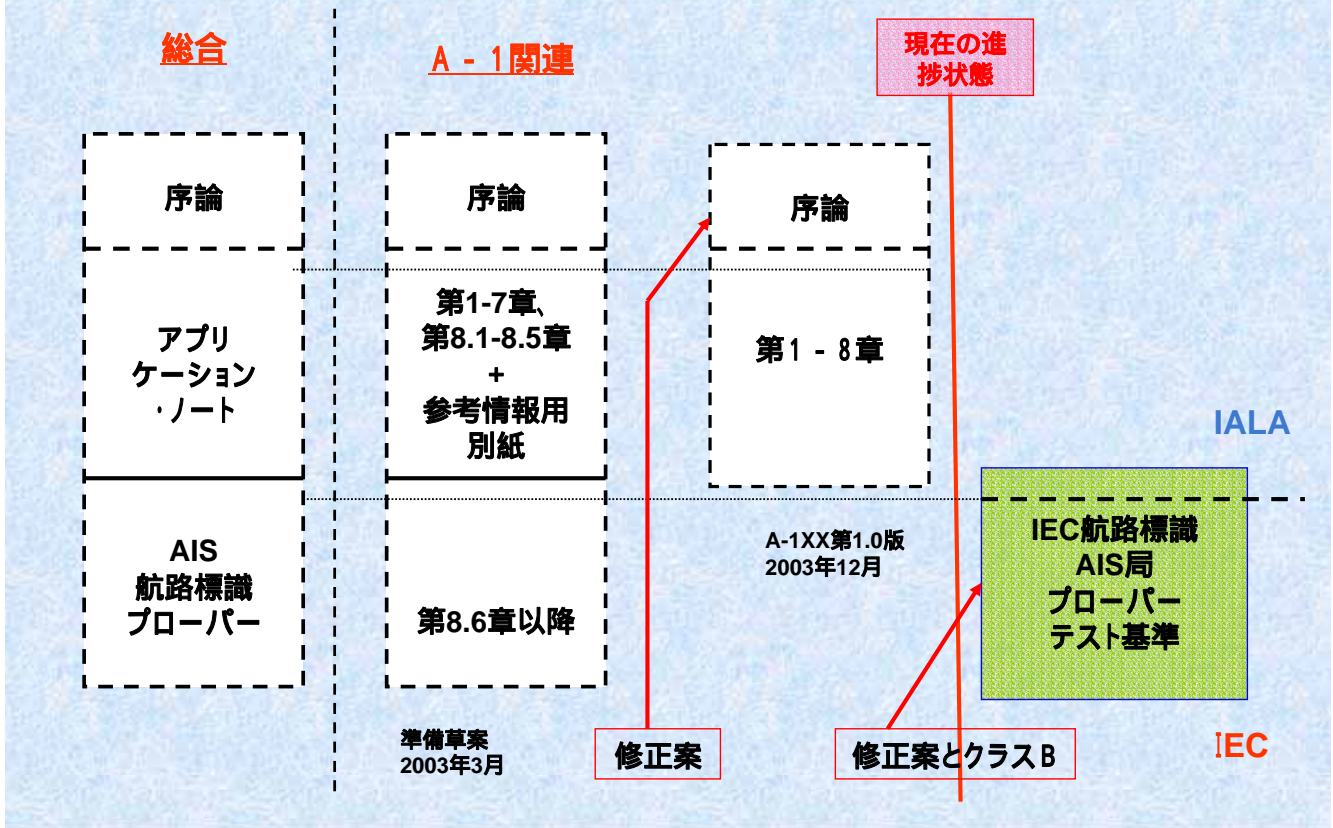 総合
A‐1関連
現在の進
捗状態
序論
アプリ
ケーション
・ノート
AIS
航路標識
プローパー
序論
第1-7章、
第8.1-8.5章
+
参考情報用
別紙
第8.6章以降
準備草案
2003年3月
序論
第1‐8章
A-1XX第1.0版
2003年12月
IALA
IEC航路標識
AIS局
プローパー
テスト基準
修正案
修正案とクラスB
IEC